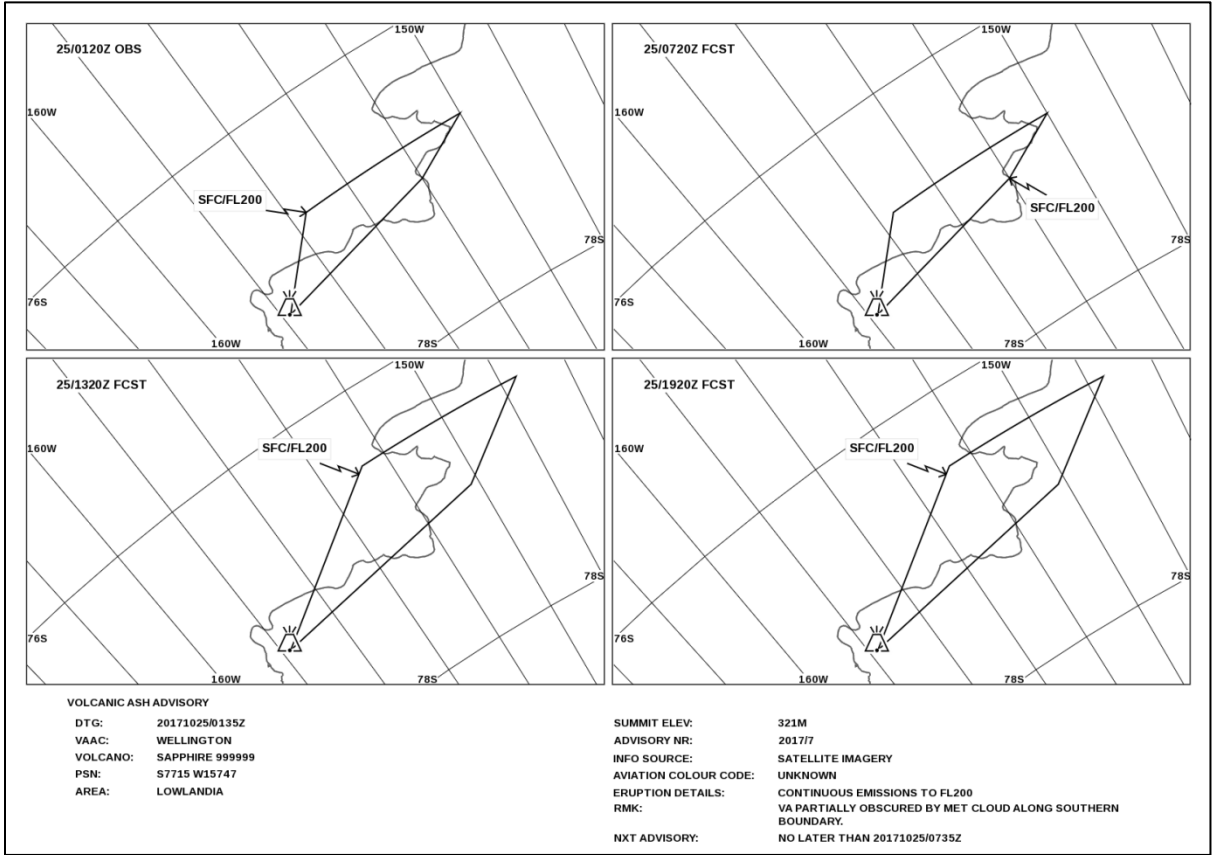 25/0120Z OBS
150W
160W
SFC/FL200
78S
76S
160W
78S
25/0720Z FCST
150W
160W
SFC/FL200
78S
76S
160W
78S
25/1320Z FCST
150W
160W
SFC/FL200
78S
76S
160W
78S
25/1920Z FCST
150W
160W
SFC/FL200
78S
76S
160W
78S
VOLCANIC ASH ADVISORY
DTG: 20171025/0135Z
VAAC: WELLINGTON
VOLCANO: SAPPHIRE 999999
PSN: S7715 W15747
AREA: LOWLANDIA
SUMMIT ELEV: 321M
ADVISORY NR: 2017/7
INFO SOURCE: SATELLITE IMAGERY
AVIATION COLOUR CODE: UNKNOWN
ERUPTION DETAILS: CONTINUOUS EMISSIONS TO FL200
RMK: VA PARTIALLY OBSCURED BY MET CLOUD ALONG SOUTHERN
BOUNDARY.
NXT ADVISORY: NO LATER THAN 20171025/0735Z